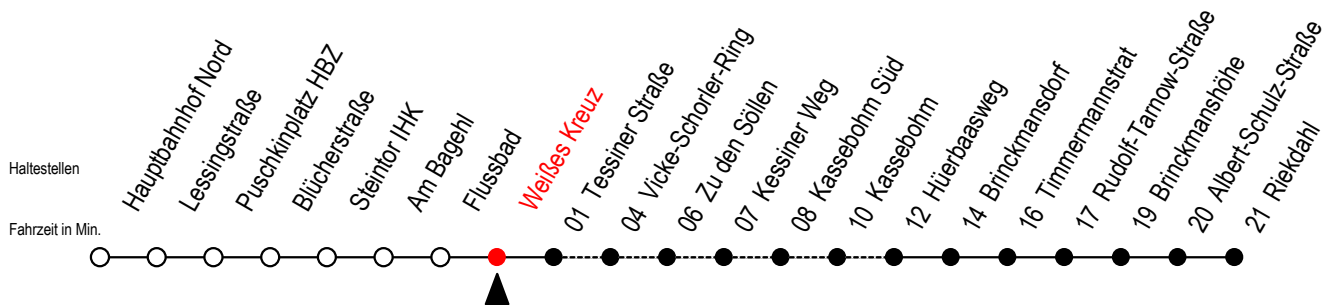 Haltestellen
Fahrzeit in Min.
Hauptbahnhof Nord
Lessingstraße
Puschkinplatz HBZ
Blücherstraße
Steintor IHK
Am Bagehl
Flussbad
Weißes Kreuz
01 Tessiner Straße
04 Vicke-Schorler-Ring
06 Zu den Söllen
07 Kessiner Weg
08 Kassebohm Süd
10 Kassebohm
12 Hüerbaasweg
14 Brinckmansdorf
16 Timmermannstrat
17 Rudolf-Tarnow-Straße
19 Brinckmanshöhe
20 Albert-Schulz-Straße
21 Riekdahl